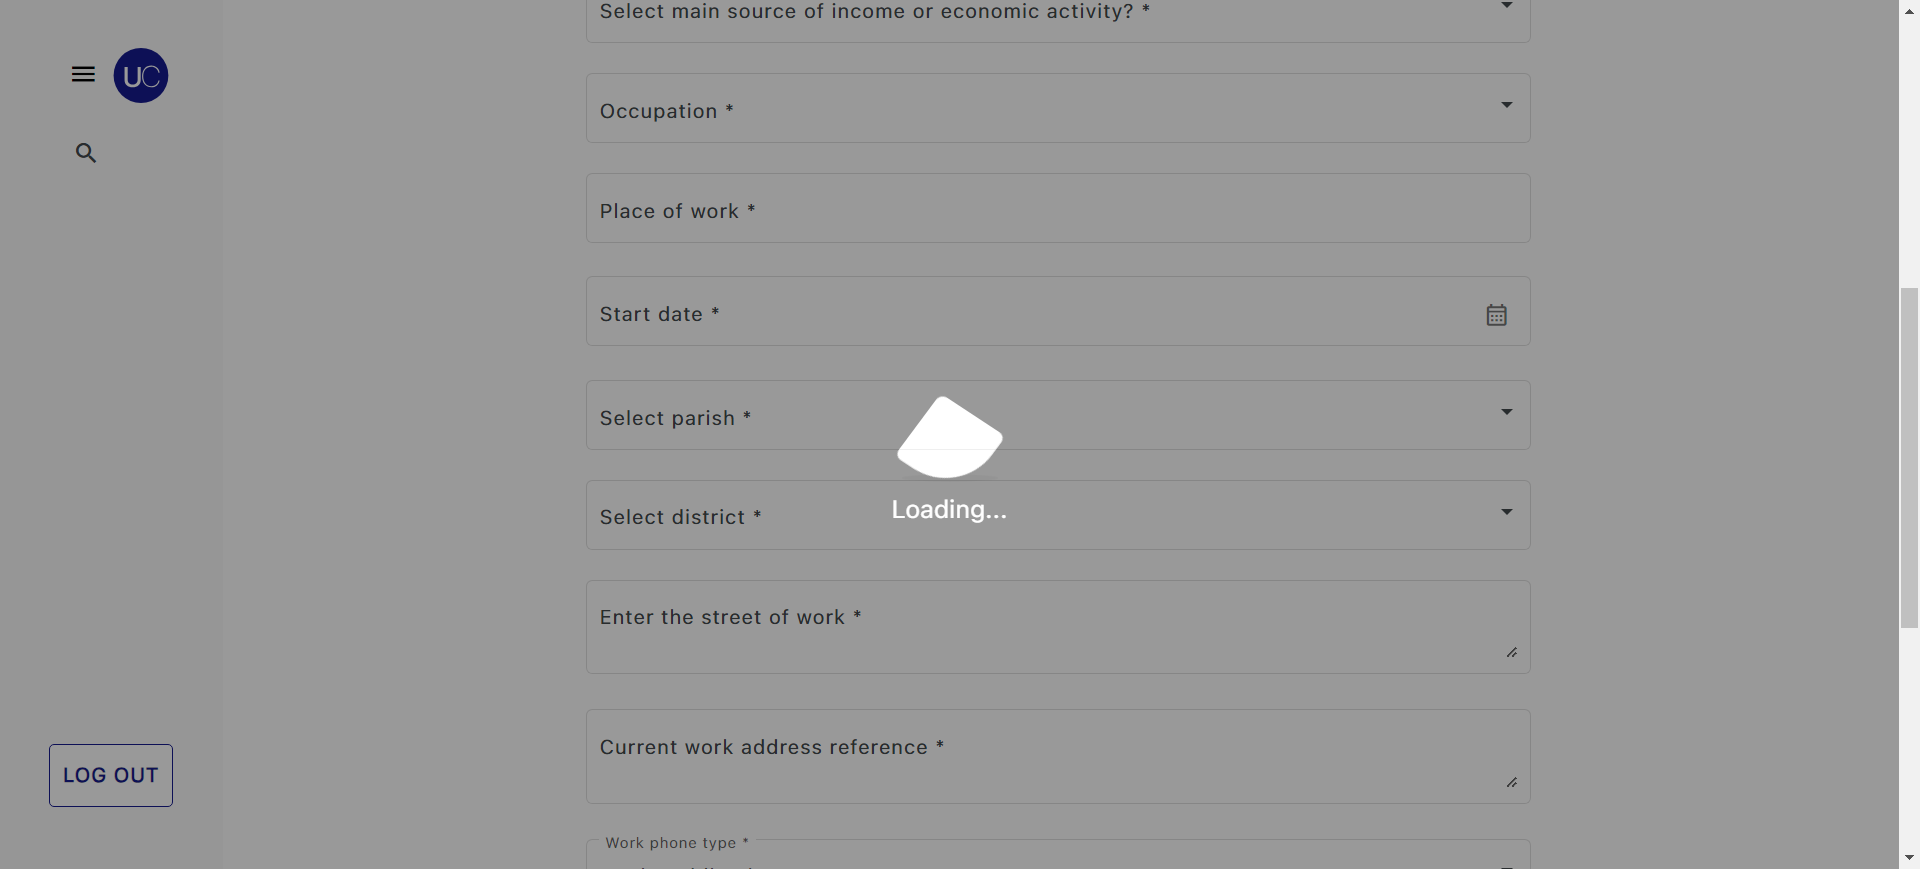 Select main source of income or economic activity? *
UC
Occupation *
Place of work *
Start date *
Select parish *
Loading...
Select district *
Enter the street of work *
Current work address reference *
LOG OUT
Work phone type *